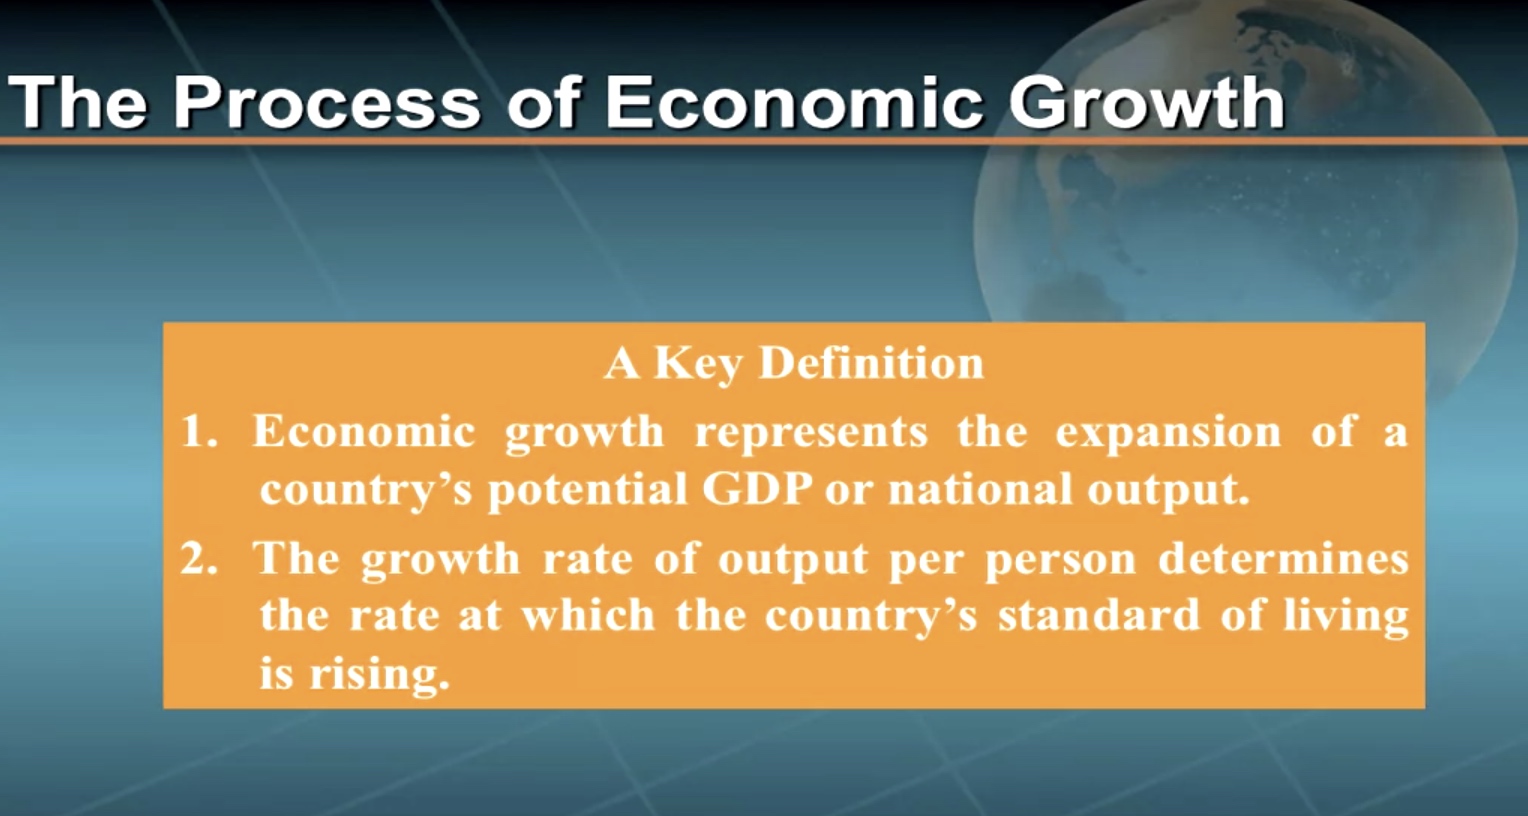 The Process of Economic Growth
A Key Definition
1. Economic growth represents the expansion of a
country’s potential GDP or national output.
2. The growth rate of output per person determines
the rate at which the country’s standard of living
is rising.